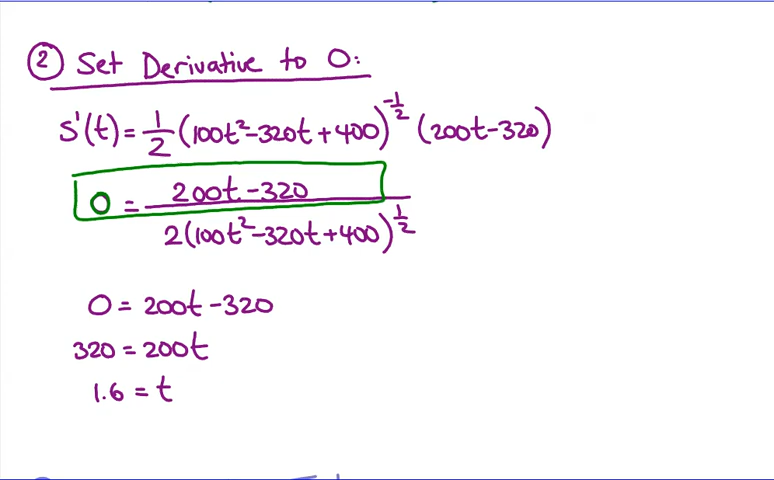 ② Set Derivative to 0:
s'(t) = 1/2 (100t² - 320t + 400)^(-1/2) (200t - 320)
0 = (200t - 320) / (2(100t² - 320t + 400)^(1/2))
0 = 200t - 320
320 = 200t
1.6 = t